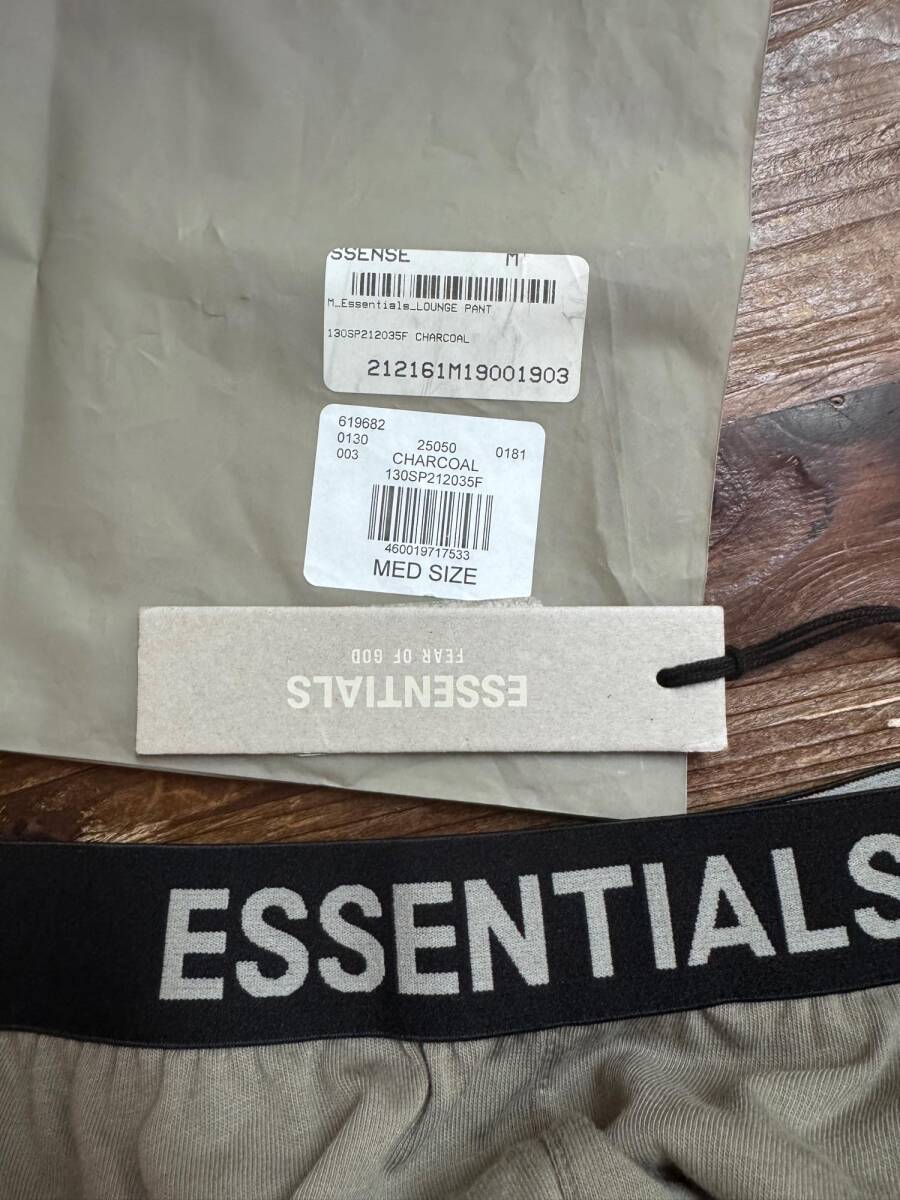 SSENSE M
M_Essentials_LOUNGE PANT
130SP212035F CHARCOAL
212161M19001903
619682
0130 25050 0181
003 CHARCOAL
130SP212035F
460019717533
MED SIZE
ESSENTIALS
FEAR OF GOD
ESSENTIALS